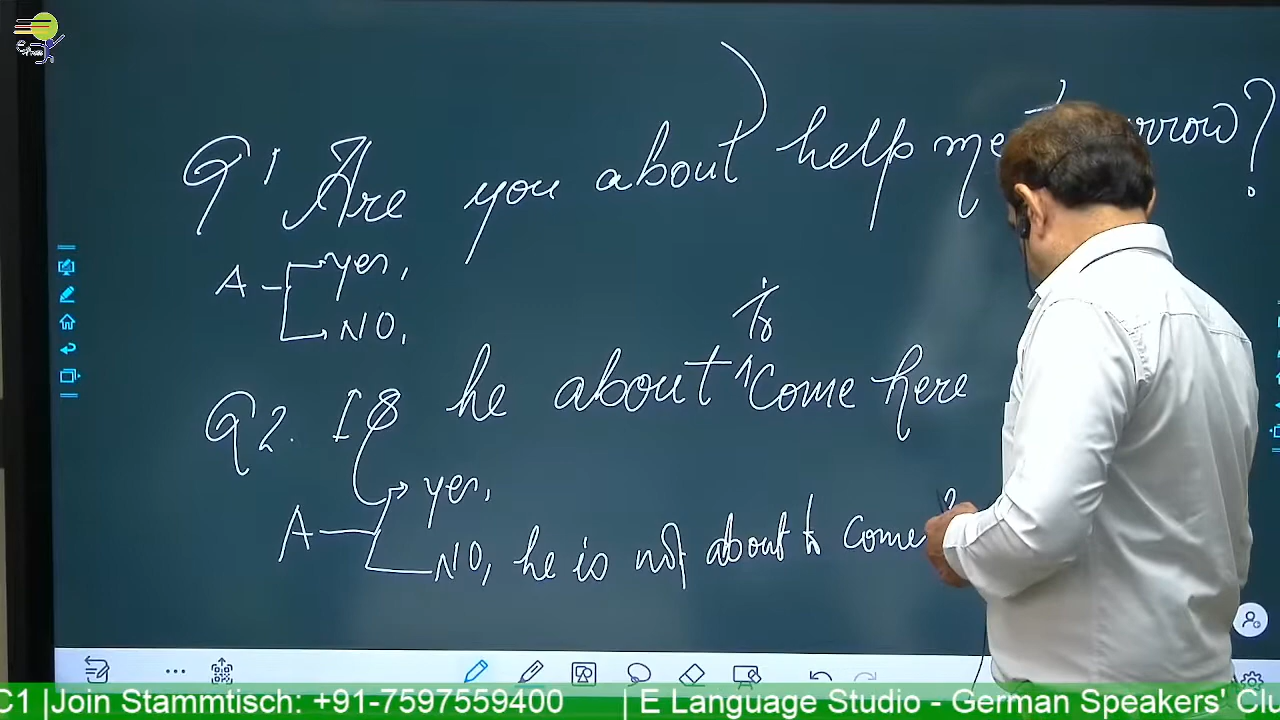 Q1 Are you about help me
A Yes,
NO,
to
Q2. Is he about come here
A yes,
NO, he is not about to come
C1 |Join Stammtisch: +91-7597559400 | E Language Studio - German Speakers' Clu